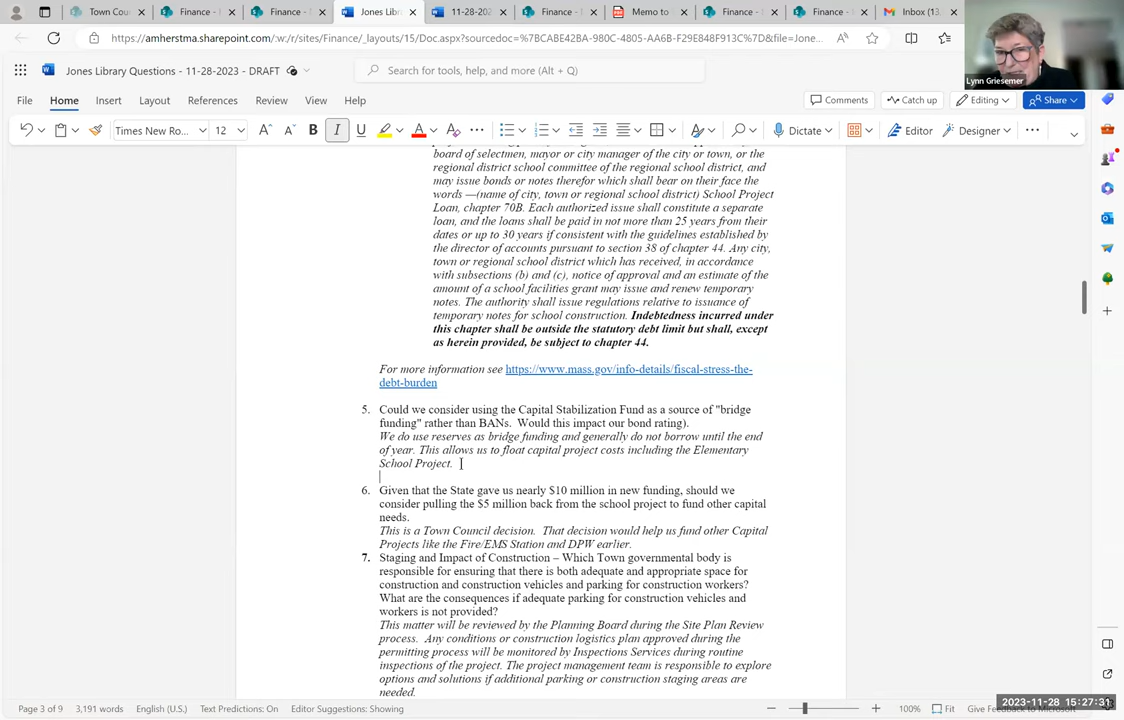 Town Cou
Finance -
Finance - S
Jones Libr
11-28-202
Finance -
Memo to
Finance -
Finance -
Inbox (13,
https://amherstma.sharepoint.com/:w:/r/sites/Finance/_layouts/15/Doc.aspx?sourcedoc=%7BCABE42BA-980C-4805-AA6B-F29E848F913C%7D&file=Jone...
Lynn Griesemer
Jones Library Questions - 11-28-2023 - DRAFT
Search for tools, help, and more (Alt + Q)
File Home Insert Layout References Review View Help
Comments Catch up Editing Share
Times New Ro... 12 Dictate Editor Designer
board of selectmen, mayor or city manager of the city or town, or the
regional district school committee of the regional school district, and
may issue bonds or notes therefor which shall bear on their face the
words —(name of city, town or regional school district) School Project
Loan, chapter 70B. Each authorized issue shall constitute a separate
loan, and the loans shall be paid in not more than 25 years from their
dates or up to 30 years if consistent with the guidelines established by
the director of accounts pursuant to section 38 of chapter 44. Any city,
town or regional school district which has received, in accordance
with subsections (b) and (c), notice of approval and an estimate of the
amount of a school facilities grant may issue and renew temporary
notes. The authority shall issue regulations relative to issuance of
temporary notes for school construction. Indebtedness incurred under
this chapter shall be outside the statutory debt limit but shall, except
as herein provided, be subject to chapter 44.
For more information see https://www.mass.gov/info-details/fiscal-stress-the-
debt-burden
5. Could we consider using the Capital Stabilization Fund as a source of "bridge
funding" rather than BANs. Would this impact our bond rating).
We do use reserves as bridge funding and generally do not borrow until the end
of year. This allows us to float capital project costs including the Elementary
School Project.
6. Given that the State gave us nearly $10 million in new funding, should we
consider pulling the $5 million back from the school project to fund other capital
needs.
This is a Town Council decision. That decision would help us fund other Capital
Projects like the Fire/EMS Station and DPW earlier.
7. Staging and Impact of Construction – Which Town governmental body is
responsible for ensuring that there is both adequate and appropriate space for
construction and construction vehicles and parking for construction workers?
What are the consequences if adequate parking for construction vehicles and
workers is not provided?
This matter will be reviewed by the Planning Board during the Site Plan Review
process. Any conditions or construction logistics plan approved during the
permitting process will be monitored by Inspections Services during routine
inspections of the project. The project management team is responsible to explore
options and solutions if additional parking or construction staging areas are
needed.
Page 3 of 9 3,191 words English (U.S.) Text Predictions: On Editor Suggestions: Showing 100% Fit Give Feedback to
2023-11-28 15:27:31